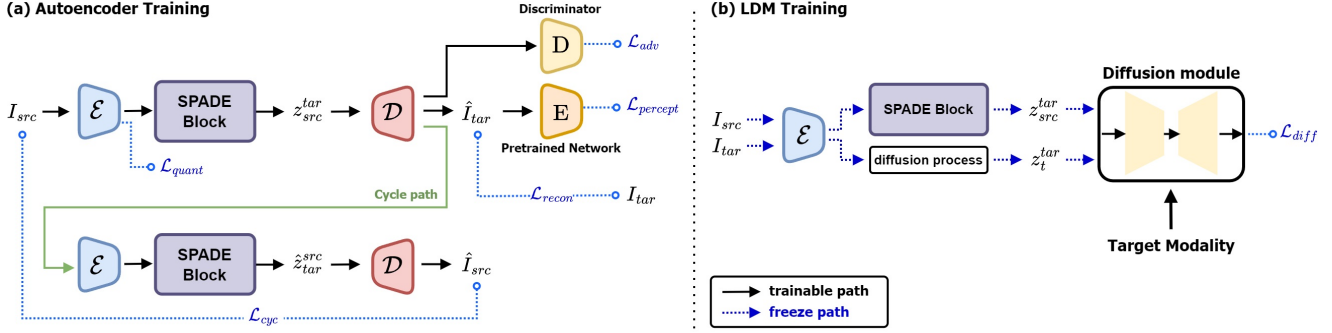 (a) Autoencoder Training
Discriminator
D
ℒ_adv
I_src
ℰ
SPADE
Block
z_src^tar
𝒟
Î_tar
E
ℒ_percept
Pretrained Network
ℒ_quant
Cycle path
ℒ_recon
I_tar
ℰ
SPADE
Block
ẑ_tar^src
𝒟
Î_src
ℒ_cyc
(b) LDM Training
Diffusion module
I_src
I_tar
ℰ
SPADE Block
z_src^tar
diffusion process
z_t^tar
ℒ_diff
Target Modality
trainable path
freeze path